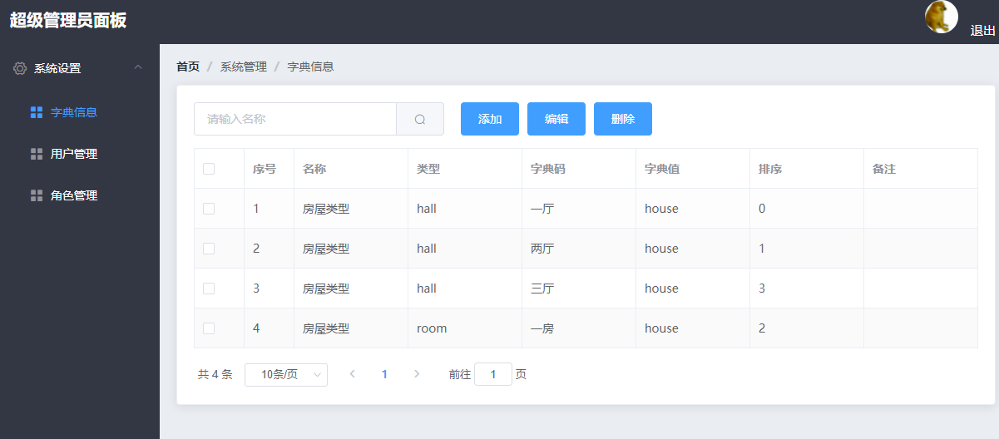 超级管理员面板
退出
系统设置
字典信息
用户管理
角色管理
首页 / 系统管理 / 字典信息
请输入名称 添加 编辑 删除
序号 名称 类型 字典码 字典值 排序 备注
1 房屋类型 hall 一厅 house 0
2 房屋类型 hall 两厅 house 1
3 房屋类型 hall 三厅 house 3
4 房屋类型 room 一房 house 2
共 4 条 10条/页 1 前往 1 页